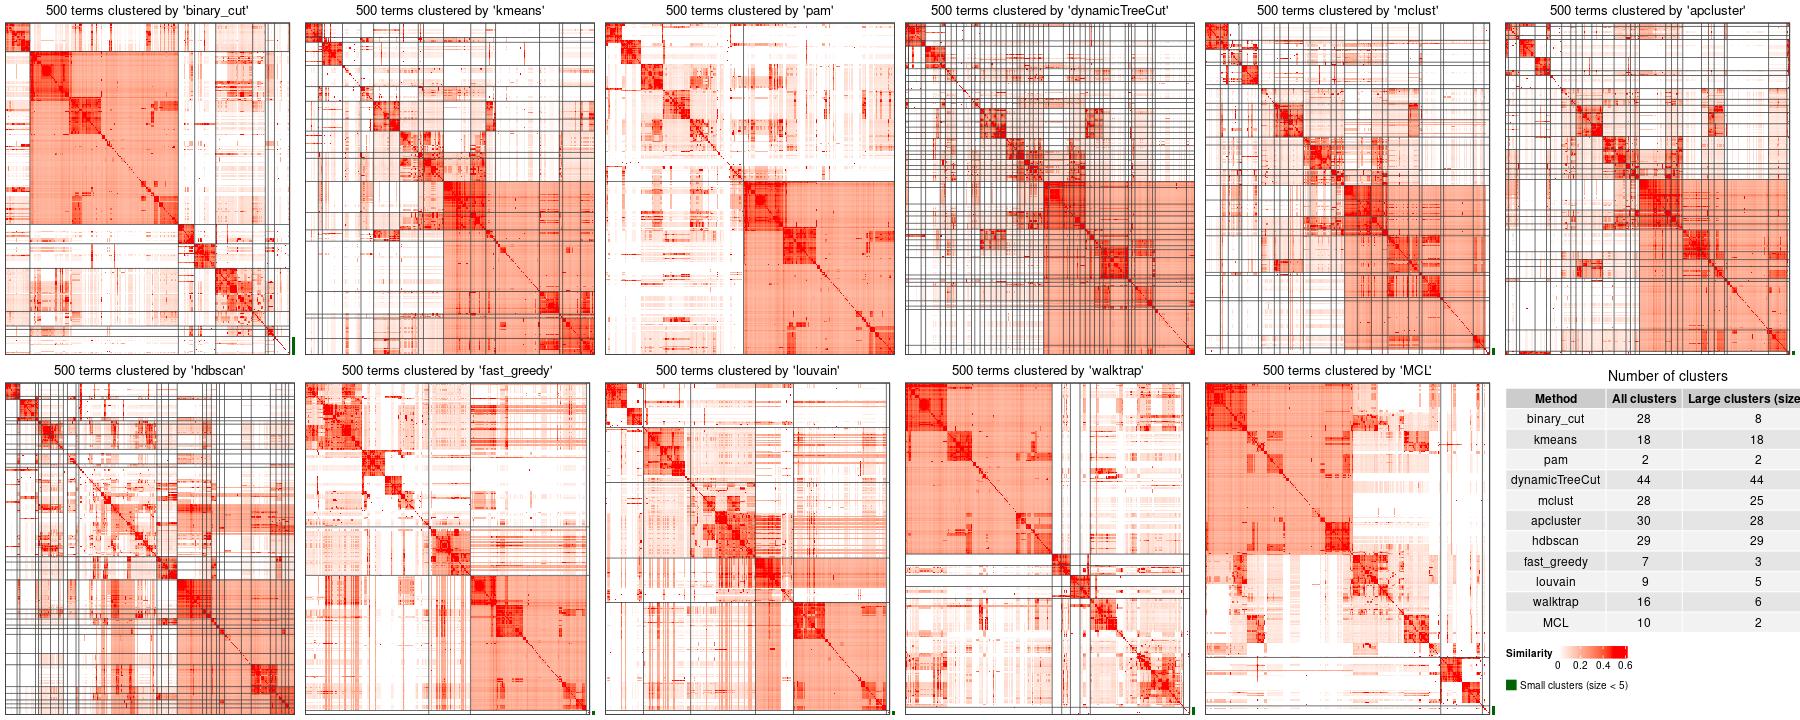 500 terms clustered by 'binary_cut'
500 terms clustered by 'kmeans'
500 terms clustered by 'pam'
500 terms clustered by 'dynamicTreeCut'
500 terms clustered by 'mclust'
500 terms clustered by 'apcluster'
500 terms clustered by 'hdbscan'
500 terms clustered by 'fast_greedy'
500 terms clustered by 'louvain'
500 terms clustered by 'walktrap'
500 terms clustered by 'MCL'
Number of clusters
Method All clusters Large clusters (size
binary_cut 28 8
kmeans 18 18
pam 2 2
dynamicTreeCut 44 44
mclust 28 25
apcluster 30 28
hdbscan 29 29
fast_greedy 7 3
louvain 9 5
walktrap 16 6
MCL 10 2
Similarity
0 0.2 0.4 0.6
Small clusters (size < 5)